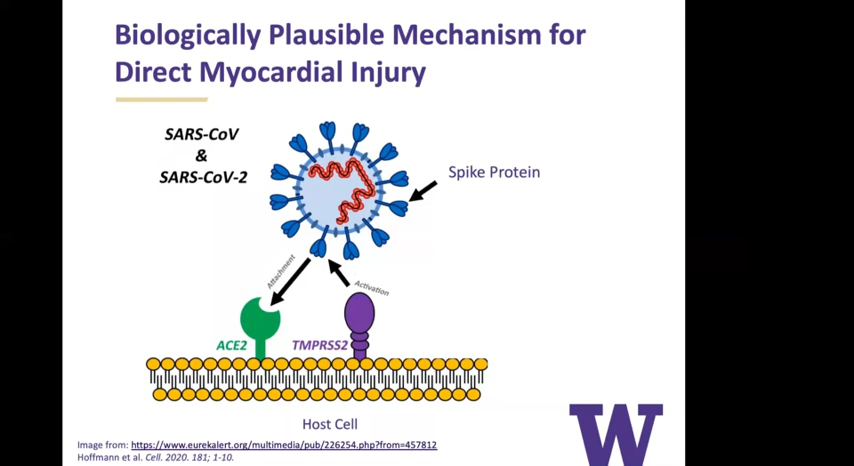 Biologically Plausible Mechanism for
Direct Myocardial Injury
SARS-CoV
&
SARS-CoV-2
Spike Protein
Attachment
Activation
ACE2
TMPRSS2
Host Cell
Image from: https://www.eurekalert.org/multimedia/pub/226254.php?from=457812
Hoffmann et al. Cell. 2020. 181; 1-10.
W